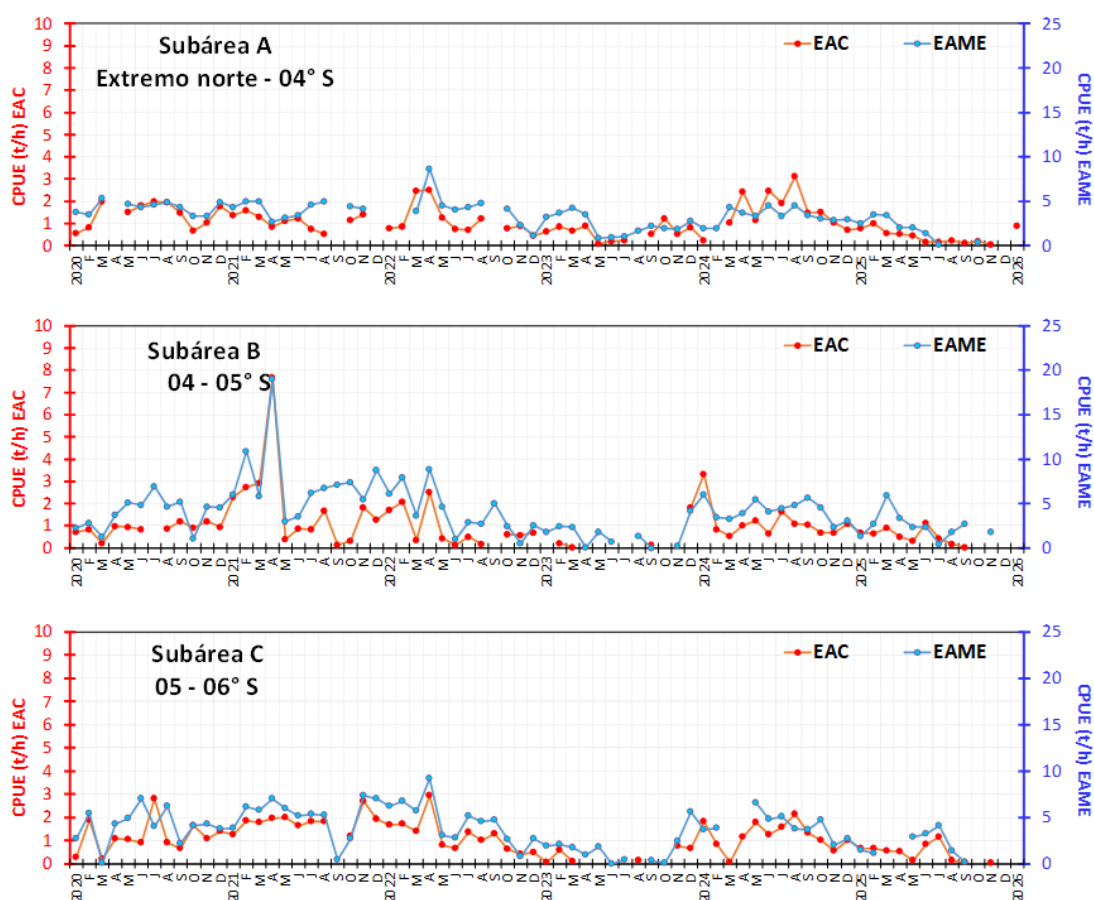 Subárea A
Extremo norte - 04° S
EAC
EAME
CPUE (t/h) EAC
10
9
8
7
6
5
4
3
2
1
0
25
20
15
10
5
0
CPUE (t/h) EAME
2020 F M A M J J A S O N D 2021 F M A M J J A S O N D 2022 F M A M J J A S O N D 2023 F M A M J J A S O N D 2024 F M A M J J A S O N D 2025 F M A M J J A S O N D 2026
Subárea B
04 - 05° S
EAC
EAME
CPUE (t/h) EAC
10
9
8
7
6
5
4
3
2
1
0
25
20
15
10
5
0
CPUE (t/h) EAME
2020 F M A M J J A S O N D 2021 F M A M J J A S O N D 2022 F M A M J J A S O N D 2023 F M A M J J A S O N D 2024 F M A M J J A S O N D 2025 F M A M J J A S O N D 2026
Subárea C
05 - 06° S
EAC
EAME
CPUE (t/h) EAC
10
9
8
7
6
5
4
3
2
1
0
25
20
15
10
5
0
CPUE (t/h) EAME
2020 F M A M J J A S O N D 2021 F M A M J J A S O N D 2022 F M A M J J A S O N D 2023 F M A M J J A S O N D 2024 F M A M J J A S O N D 2025 F M A M J J A S O N D 2026